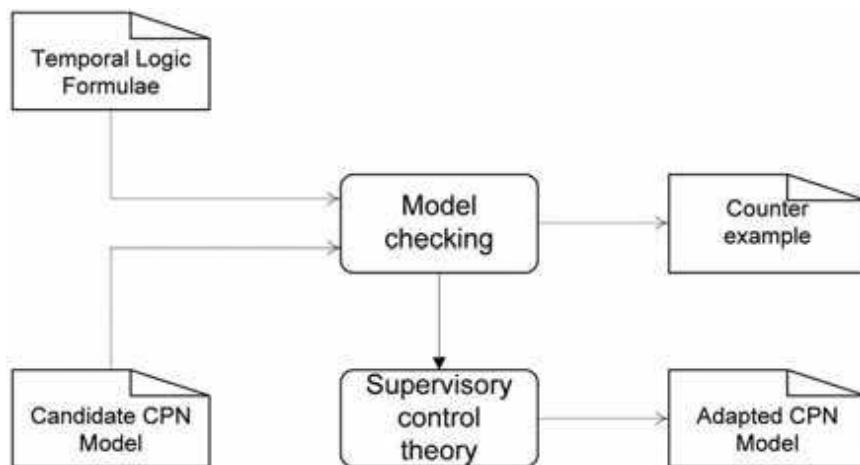 Temporal Logic
Formulae
Model
checking
Counter
example
Candidate CPN
Model
Supervisory
control
theory
Adapted CPN
Model